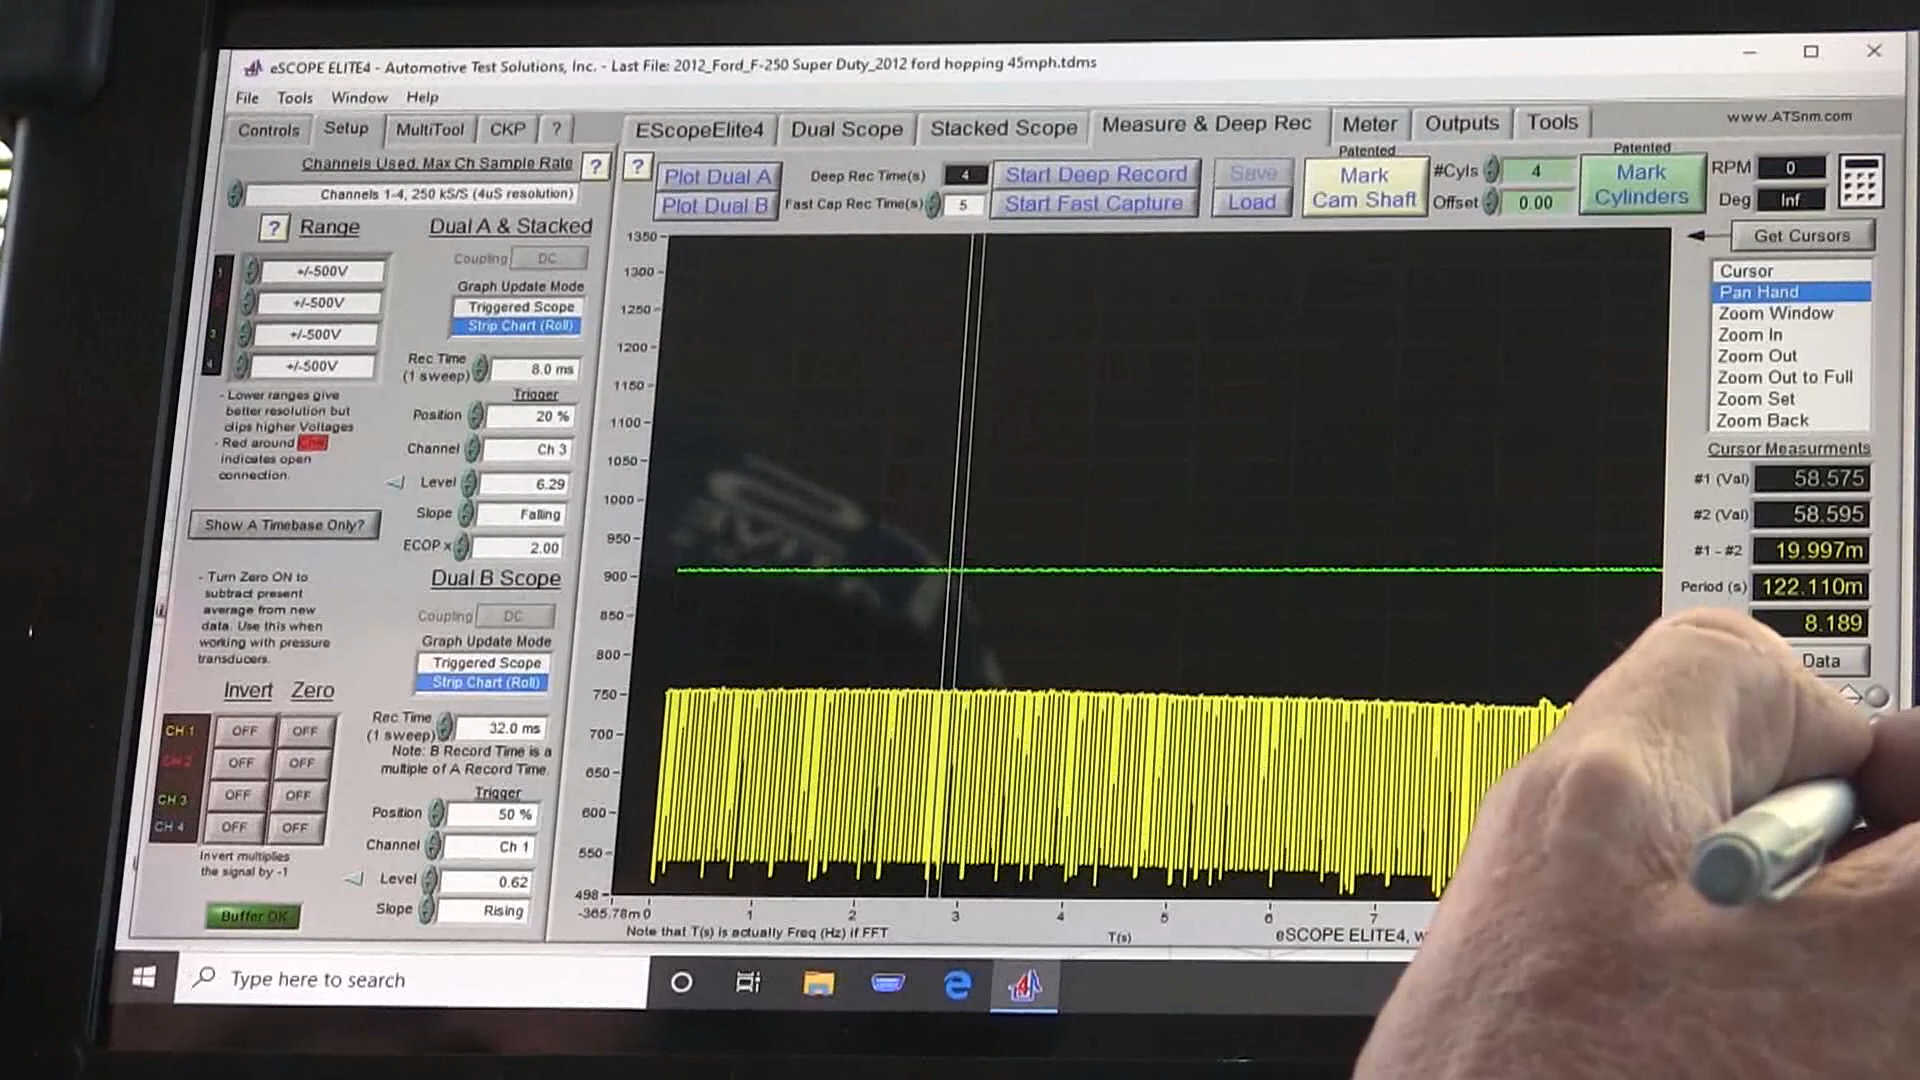 eSCOPE ELITE4 - Automotive Test Solutions, Inc. - Last File: 2012_Ford_F-250 Super Duty_2012 ford hopping 45mph.tdms
File Tools Window Help
Controls Setup MultiTool CKP ?
EScopeElite4 Dual Scope Stacked Scope Measure & Deep Rec Meter Outputs Tools
www.ATSnm.com
Channels Used, Max Ch Sample Rate ?
Channels 1-4, 250 kS/S (4uS resolution)
? Range
1 +/-500V
+/-500V
3 +/-500V
4 +/-500V
- Lower ranges give
better resolution but
clips higher Voltages
- Red around
indicates open
connection.
Show A Timebase Only?
- Turn Zero ON to
subtract present
average from new
data. Use this when
working with pressure
transducers.
Invert Zero
CH 1 OFF OFF
CH 2 OFF OFF
CH 3 OFF OFF
CH 4 OFF OFF
Invert multiplies
the signal by -1
Buffer OK
Dual A & Stacked
Coupling DC
Graph Update Mode
Triggered Scope
Strip Chart (Roll)
Rec Time
(1 sweep) 8.0 ms
Trigger
Position 20 %
Channel Ch 3
Level 6.29
Slope Falling
ECOP x 2.00
Dual B Scope
Coupling DC
Graph Update Mode
Triggered Scope
Strip Chart (Roll)
Rec Time
(1 sweep) 32.0 ms
Note: B Record Time is a
multiple of A Record Time.
Trigger
Position 50 %
Channel Ch 1
Level 0.62
Slope Rising
? Plot Dual A
Plot Dual B
Deep Rec Time(s) 4
Fast Cap Rec Time(s) 5
Start Deep Record
Start Fast Capture
Save
Load
Patented
Mark
Cam Shaft
#Cyls 4
Offset 0.00
Patented
Mark
Cylinders
RPM 0
Deg Inf
1350
1300
1250
1200
1150
1100
1050
1000
950
900
850
800
750
700
650
600
550
498
-365.78m 0 1 2 3 4 5 6 7
Note that T(s) is actually Freq (Hz) if FFT
T(s)
eSCOPE ELITE4,
Get Cursors
Cursor
Pan Hand
Zoom Window
Zoom In
Zoom Out
Zoom Out to Full
Zoom Set
Zoom Back
Cursor Measurments
#1 (Val) 58.575
#2 (Val) 58.595
#1 - #2 19.997m
Period (s) 122.110m
8.189
Data
Type here to search